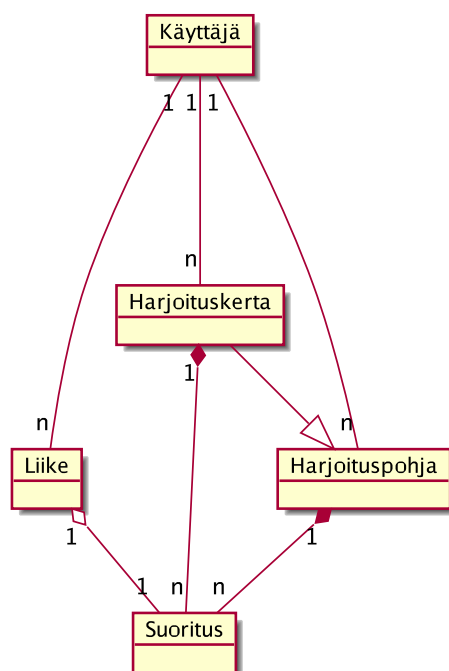 Käyttäjä
1 1 1
n
Harjoituskerta
1
n n
Liike Harjoituspohja
1 1
1 n n
Suoritus